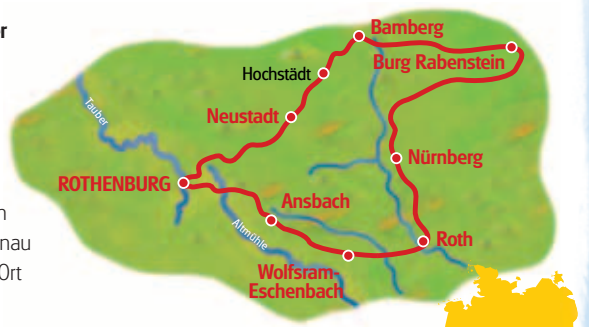 r
Bamberg
Burg Rabenstein
Hochstädt
Tauber
Neustadt
Nürnberg
ROTHENBURG
Ansbach
Altmühle
n
nau
Roth
Ort
Wolfsram-
Eschenbach